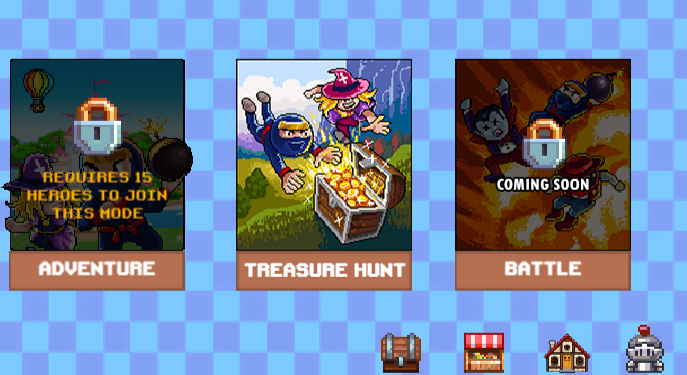 REQUIRES 15
HEROES TO JOIN
THIS MODE
COMING SOON
ADVENTURE
TREASURE HUNT
BATTLE